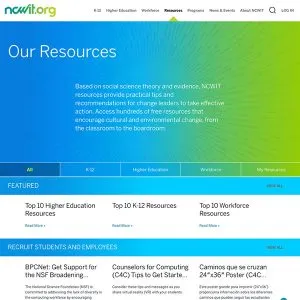 ncwit.org
K-12 Higher Education Workforce Resources Programs News & Events About NCWIT LOG IN
Our Resources
Based on social science theory and evidence, NCWIT
resources provide practical tips and
recommendations for change leaders to take effective
action. Access hundreds of free resources that
encourage cultural and environmental change, from
the classroom to the boardroom.
All K-12 Higher Education Workforce My Resources
FEATURED VIEW ALL
Top 10 Higher Education
Resources
Top 10 K-12 Resources
Top 10 Workforce
Resources
Read More > Read More > Read More >
RECRUIT STUDENTS AND EMPLOYEES VIEW ALL
BPCNet: Get Support for
the NSF Broadening...
Counselors for Computing
(C4C) Tips to Get Starte...
Caminos que se cruzan
24"x36" Poster (C4C...
The National Science Foundation (NSF) is
committed to addressing the lack of diversity in
the computing workforce by encouraging
Consider these tips and messages as you
share virtual reality (VR) with your students.
Este póster grande para imprimir (24"x36")
proporciona información sobre los diferentes
caminos que pueden seguir los estudiantes